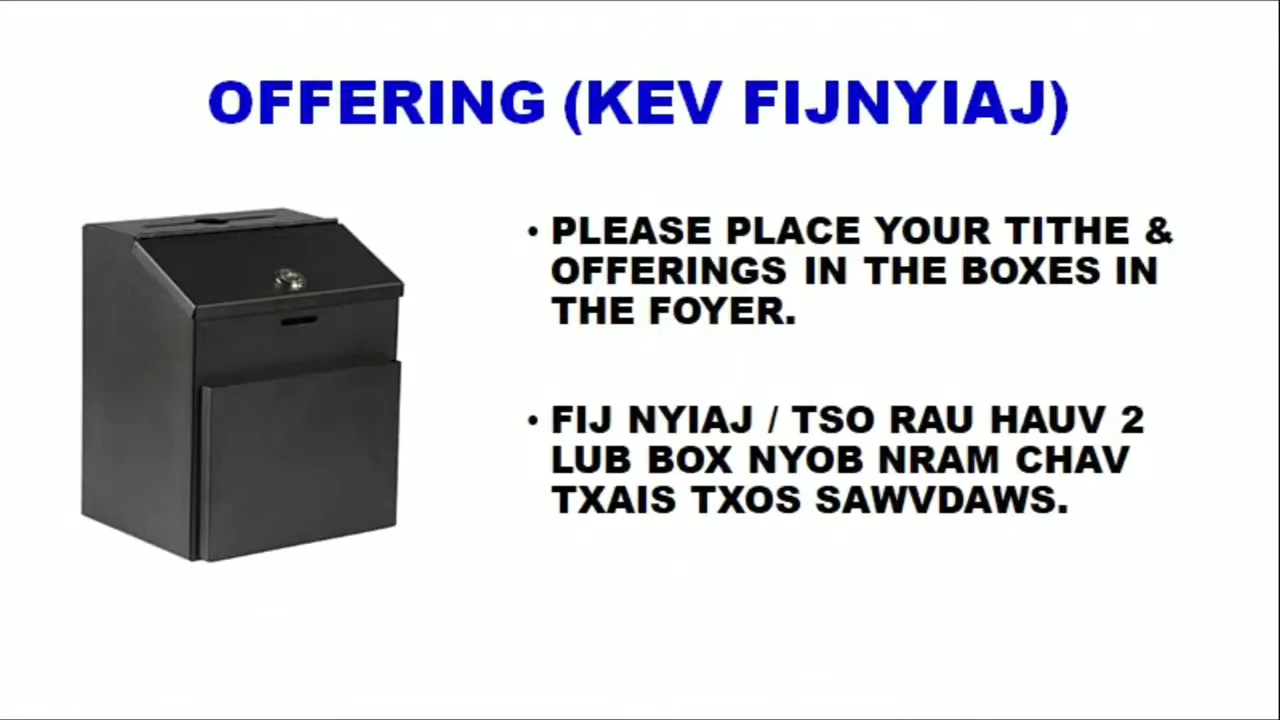 OFFERING (KEV FIJNYIAJ)
• PLEASE PLACE YOUR TITHE &
OFFERINGS IN THE BOXES IN
THE FOYER.
• FIJ NYIAJ / TSO RAU HAUV 2
LUB BOX NYOB NRAM CHAV
TXAIS TXOS SAWVDAWS.